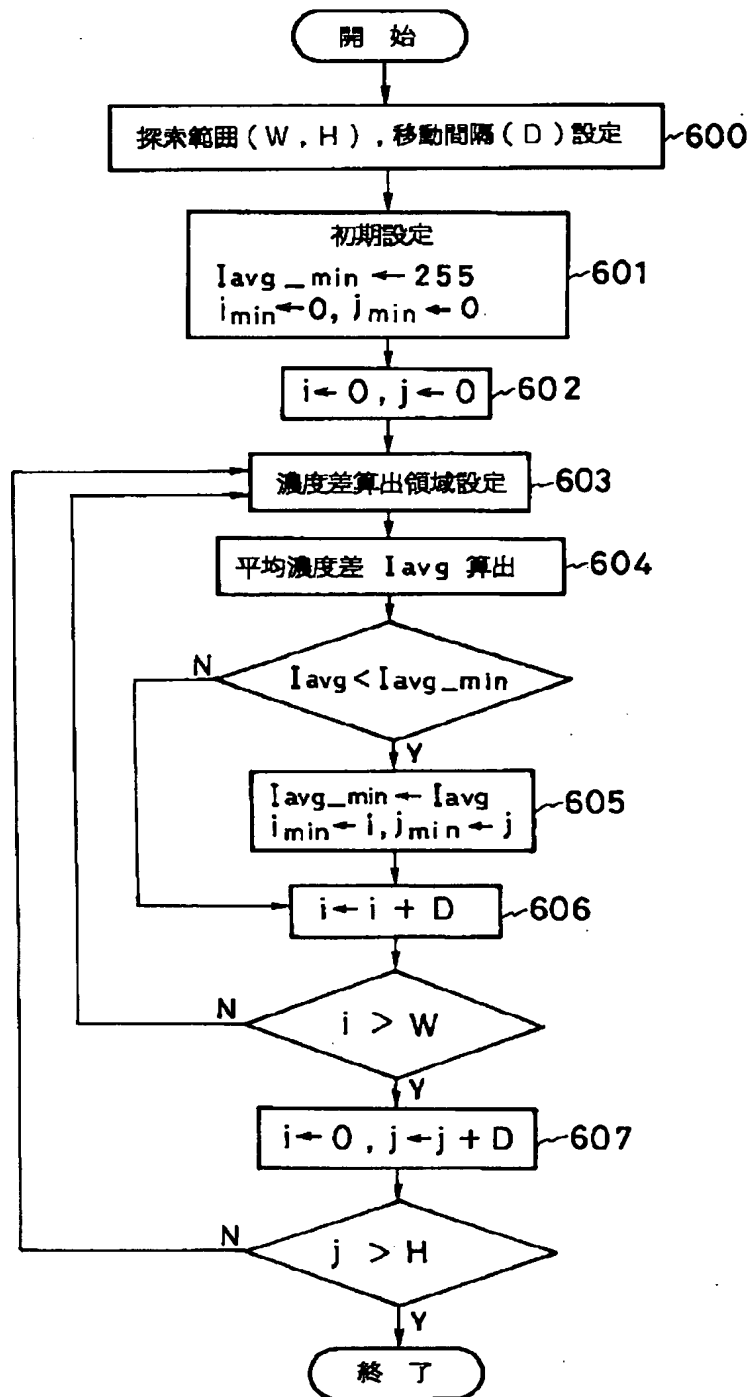 開 始
探索範囲(W,H),移動間隔(D)設定
600
初期設定
Iavg_min ← 255
imin←0, jmin ← 0
601
i← 0 , j ← 0
602
濃度差算出領域設定
603
平均濃度差 Iavg 算出
604
N
Iavg<Iavg_min
Y
Iavg_min ← Iavg
imin← i, jmin ← j
605
i← i + D
606
N
i > W
Y
i← 0 , j ←j + D
607
N
j > H
Y
終 了